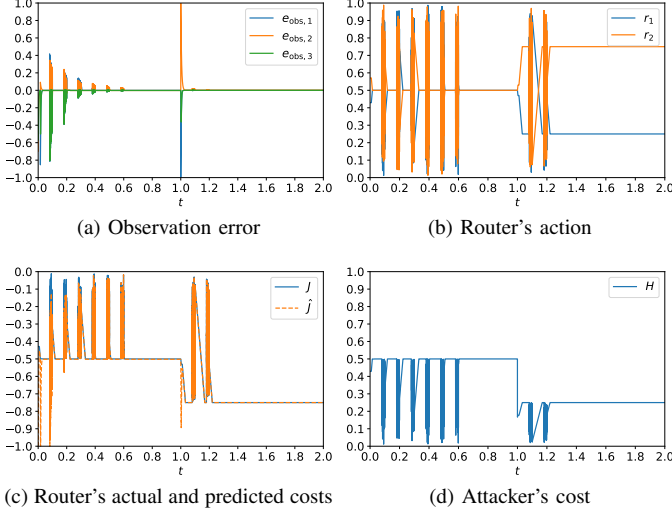 1.0
0.8
0.6
0.4
0.2
0.0
−0.2
−0.4
−0.6
−0.8
−1.0
0.0 0.2 0.4 0.6 0.8 1.0 1.2 1.4 1.6 1.8 2.0
t
e_obs, 1
e_obs, 2
e_obs, 3
(a) Observation error
1.0
0.9
0.8
0.7
0.6
0.5
0.4
0.3
0.2
0.1
0.0
0.0 0.2 0.4 0.6 0.8 1.0 1.2 1.4 1.6 1.8 2.0
t
r_1
r_2
(b) Router's action
0.0
−0.1
−0.2
−0.3
−0.4
−0.5
−0.6
−0.7
−0.8
−0.9
−1.0
0.0 0.2 0.4 0.6 0.8 1.0 1.2 1.4 1.6 1.8 2.0
t
J
Ĵ
(c) Router's actual and predicted costs
1.0
0.9
0.8
0.7
0.6
0.5
0.4
0.3
0.2
0.1
0.0
0.0 0.2 0.4 0.6 0.8 1.0 1.2 1.4 1.6 1.8 2.0
t
H
(d) Attacker's cost